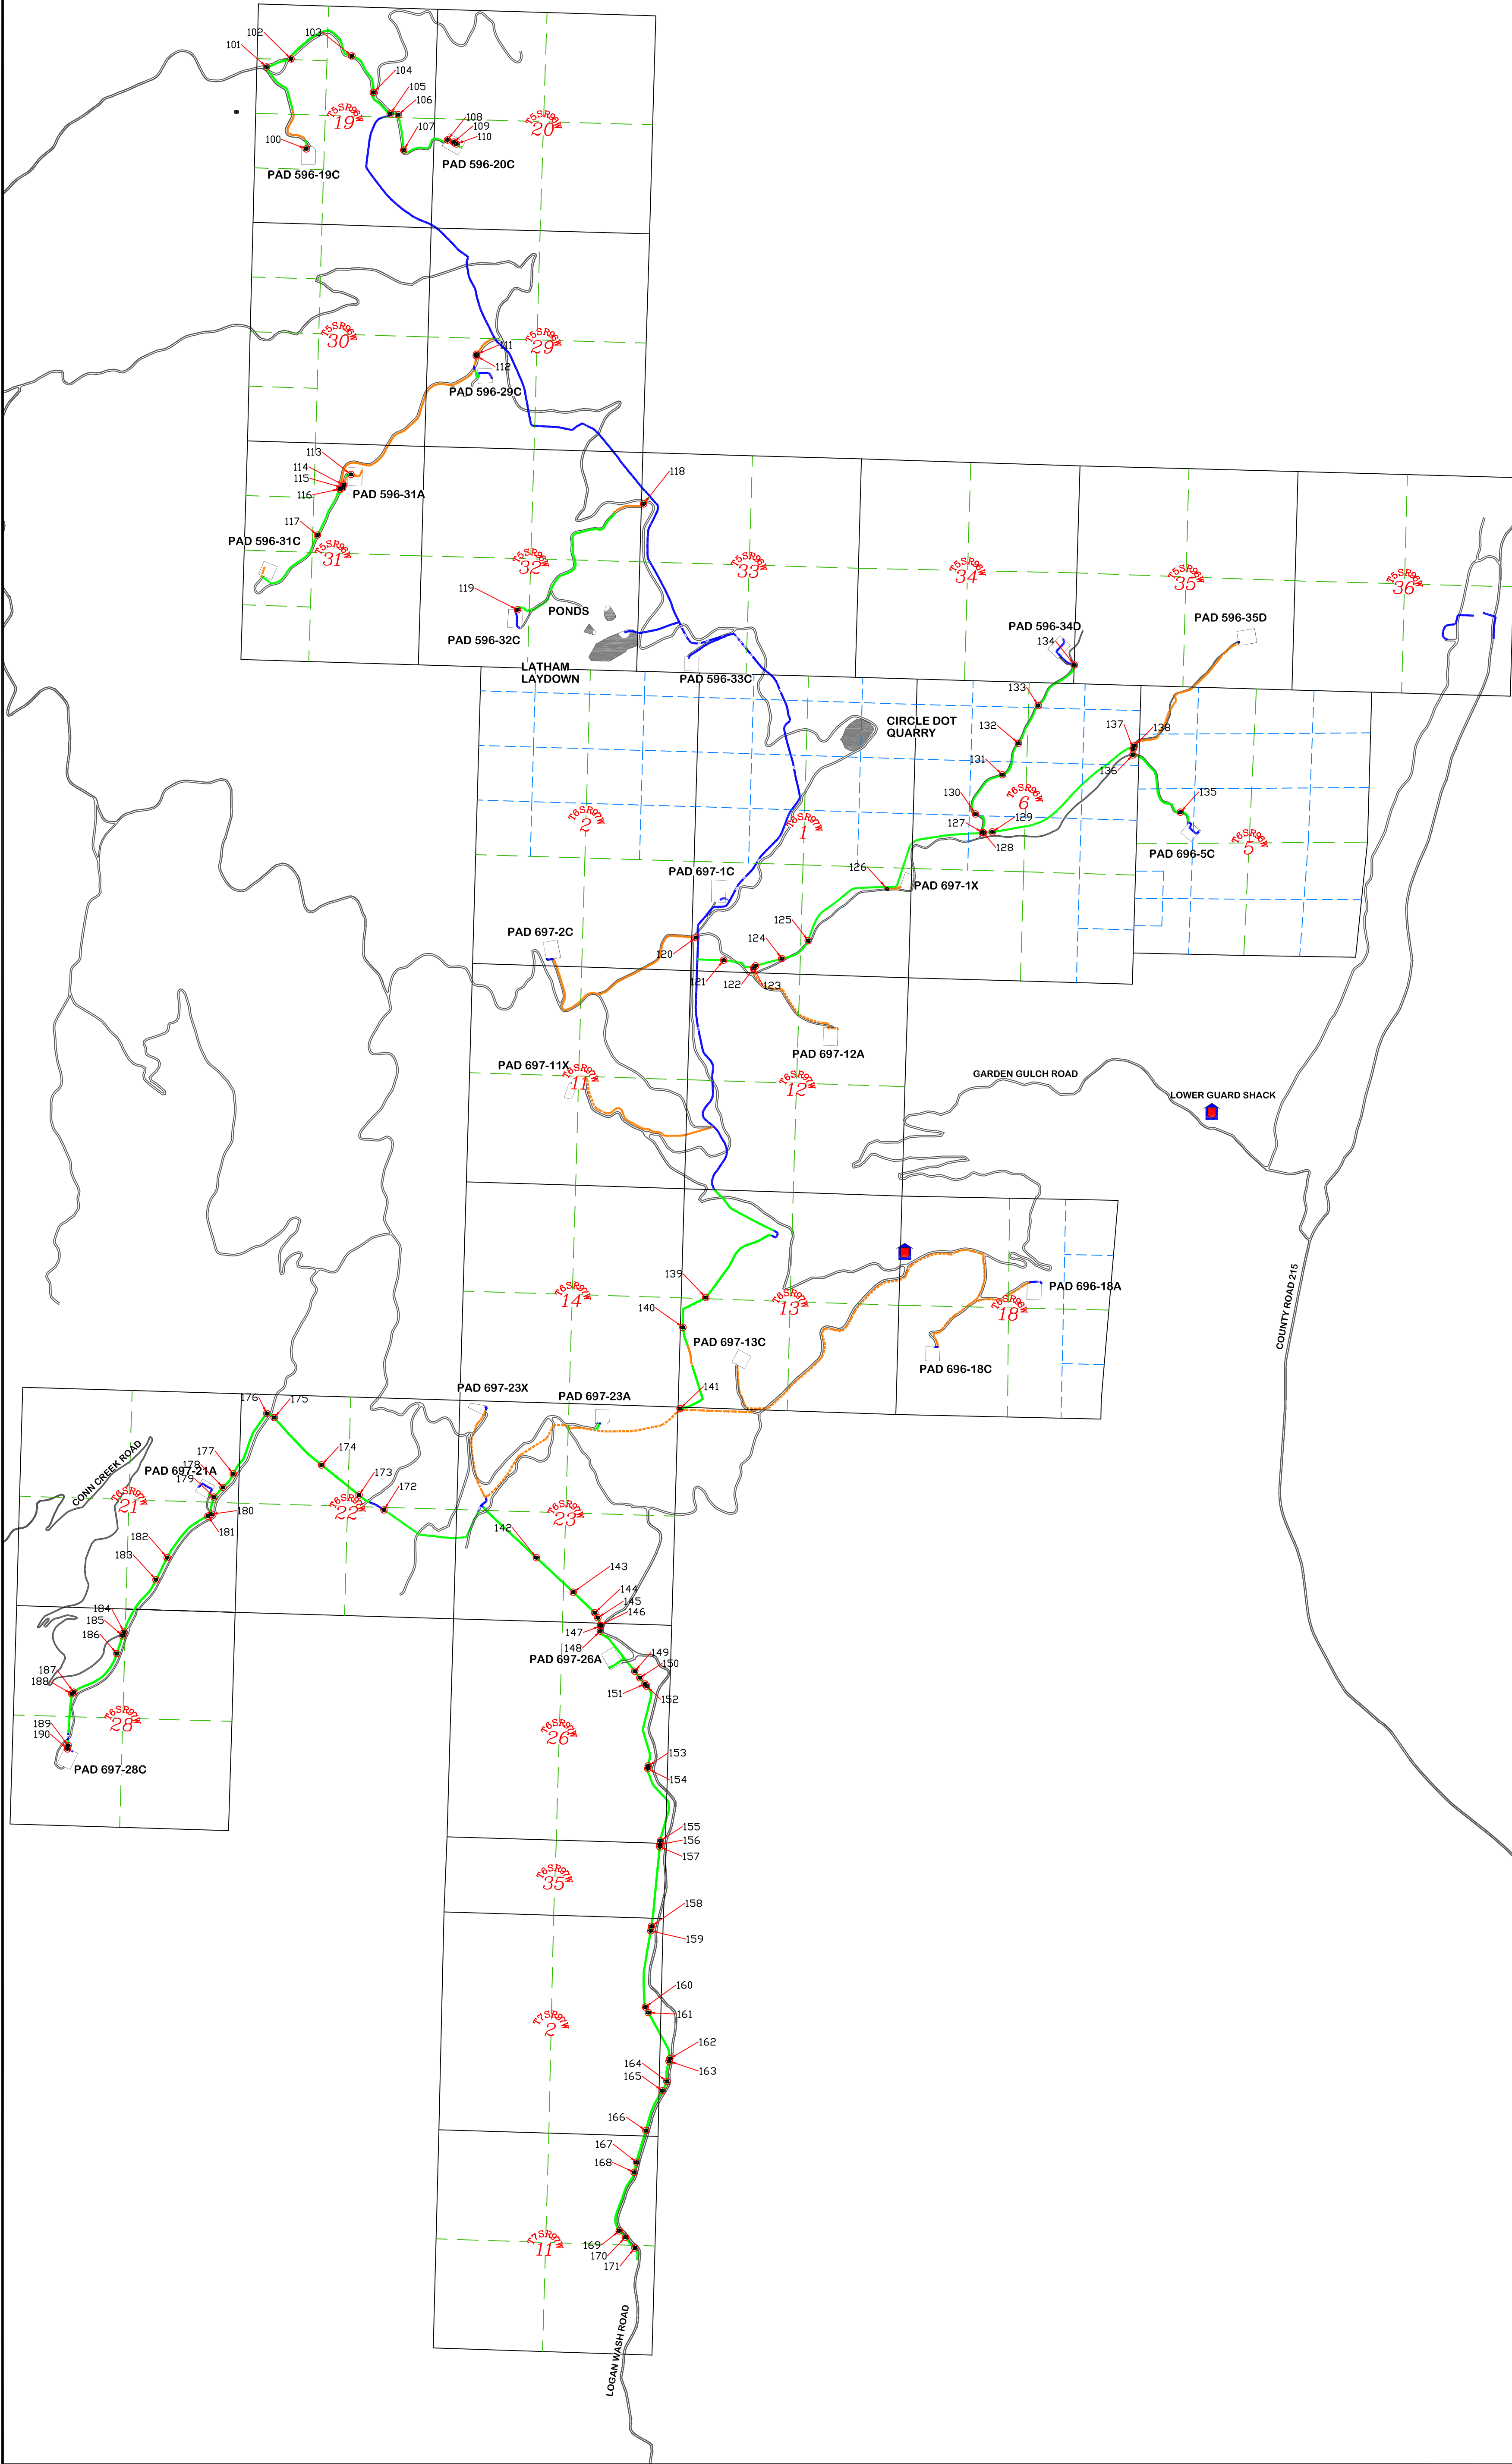 102
103
101
104
105
106
T5SR96W
19
T5SR96W
20
107
108
109
110
100
PAD 596-19C
PAD 596-20C
T5SR96W
30
T5SR96W
29
111
112
PAD 596-29C
113
114
115
116
PAD 596-31A
118
117
PAD 596-31C
T5SR96W
31
T5SR96W
32
T5SR96W
33
T5SR96W
34
T5SR96W
35
T5SR96W
36
119
PONDS
PAD 596-32C
PAD 596-34D
134
PAD 596-35D
LATHAM
LAYDOWN
PAD 596-33C
133
CIRCLE DOT
QUARRY
132
137
138
131
136
130
T6SR96W
6
135
T6SR97W
2
T6SR97W
1
127
129
128
T6SR96W
5
PAD 696-5C
126
PAD 697-1C
PAD 697-1X
PAD 697-2C
125
124
120
121
122
123
PAD 697-12A
PAD 697-11X
T6SR97W
11
T6SR97W
12
GARDEN GULCH ROAD
LOWER GUARD SHACK
139
T6SR97W
14
T6SR97W
13
PAD 696-18A
T6SR96W
18
140
PAD 697-13C
PAD 696-18C
COUNTY ROAD 215
PAD 697-23X
PAD 697-23A
141
176
175
177
174
CONN CREEK ROAD
178
PAD 697-21A
179
173
172
T6SR97W
21
T6SR97W
22
T6SR97W
23
180
181
182
142
183
143
144
145
146
184
185
147
186
148
149
PAD 697-26A
150
187
188
151
152
T6SR97W
28
T6SR97W
26
189
190
153
PAD 697-28C
154
155
156
157
T6SR97W
35
158
159
160
161
T7SR97W
2
162
163
164
165
166
167
168
T7SR97W
11
169
170
171
LOGAN WASH ROAD